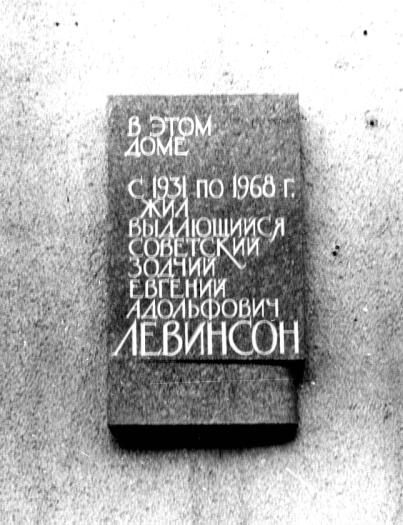 В ЭТОМ
ДОМЕ
С 1931 ПО 1968 Г.
ЖИЛ
ВЫДАЮЩИЙСЯ
СОВЕТСКИЙ
ЗОДЧИЙ
ЕВГЕНИЙ
АДОЛЬФОВИЧ
ЛЕВИНСОН